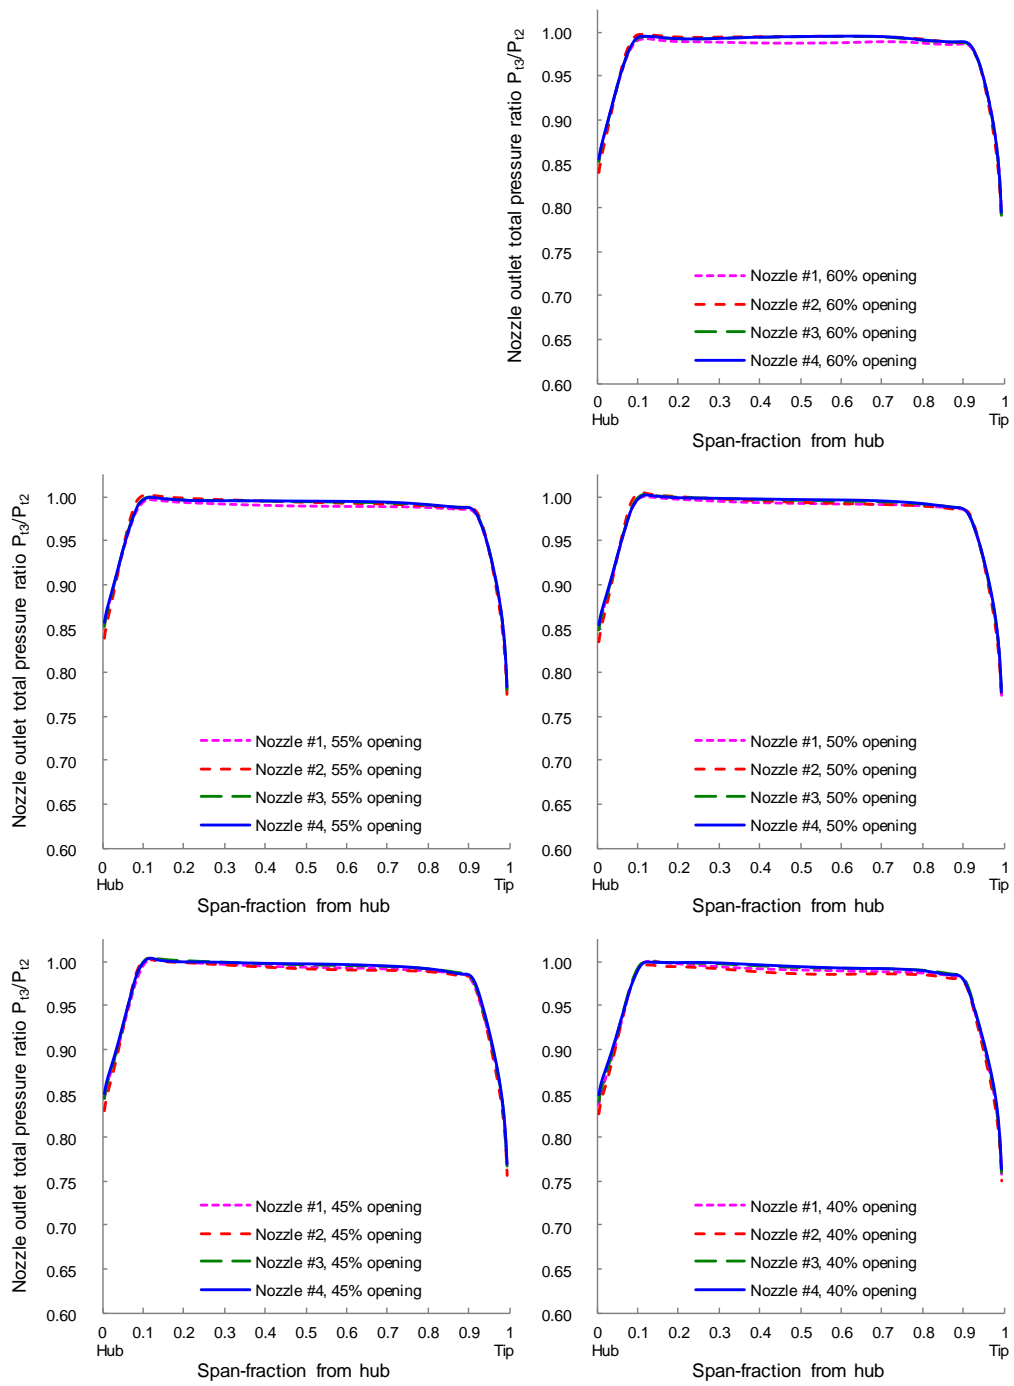 Nozzle outlet total pressure ratio Pt3/Pt2
1.00
0.95
0.90
0.85
0.80
0.75
0.70
0.65
0.60
Nozzle #1, 60% opening
Nozzle #2, 60% opening
Nozzle #3, 60% opening
Nozzle #4, 60% opening
0 0.1 0.2 0.3 0.4 0.5 0.6 0.7 0.8 0.9 1
Hub Tip
Span-fraction from hub
Nozzle outlet total pressure ratio Pt3/Pt2
1.00
0.95
0.90
0.85
0.80
0.75
0.70
0.65
0.60
Nozzle #1, 55% opening
Nozzle #2, 55% opening
Nozzle #3, 55% opening
Nozzle #4, 55% opening
0 0.1 0.2 0.3 0.4 0.5 0.6 0.7 0.8 0.9 1
Hub Tip
Span-fraction from hub
1.00
0.95
0.90
0.85
0.80
0.75
0.70
0.65
0.60
Nozzle #1, 50% opening
Nozzle #2, 50% opening
Nozzle #3, 50% opening
Nozzle #4, 50% opening
0 0.1 0.2 0.3 0.4 0.5 0.6 0.7 0.8 0.9 1
Hub Tip
Span-fraction from hub
Nozzle outlet total pressure ratio Pt3/Pt2
1.00
0.95
0.90
0.85
0.80
0.75
0.70
0.65
0.60
Nozzle #1, 45% opening
Nozzle #2, 45% opening
Nozzle #3, 45% opening
Nozzle #4, 45% opening
0 0.1 0.2 0.3 0.4 0.5 0.6 0.7 0.8 0.9 1
Hub Tip
Span-fraction from hub
1.00
0.95
0.90
0.85
0.80
0.75
0.70
0.65
0.60
Nozzle #1, 40% opening
Nozzle #2, 40% opening
Nozzle #3, 40% opening
Nozzle #4, 40% opening
0 0.1 0.2 0.3 0.4 0.5 0.6 0.7 0.8 0.9 1
Hub Tip
Span-fraction from hub